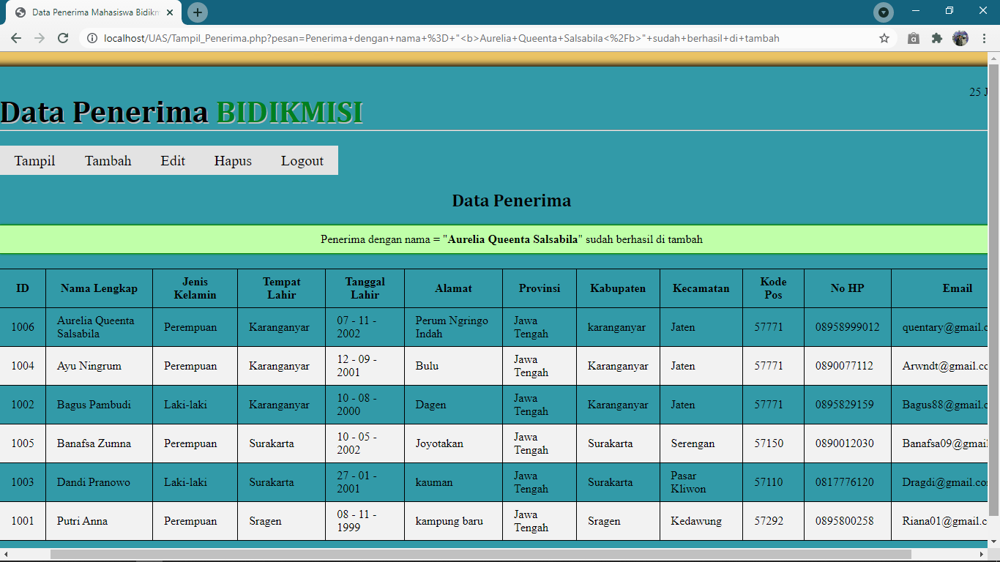 Data Penerima Mahasiswa Bidikm
localhost/UAS/Tampil_Penerima.php?pesan=Penerima+dengan+nama+%3D+"<b>Aurelia+Queenta+Salsabila<%2Fb>"+sudah+berhasil+di+tambah
25 J
Data Penerima BIDIKMISI
Tampil Tambah Edit Hapus Logout
Data Penerima
Penerima dengan nama = "Aurelia Queenta Salsabila" sudah berhasil di tambah
ID Nama Lengkap Jenis Kelamin Tempat Lahir Tanggal Lahir Alamat Provinsi Kabupaten Kecamatan Kode Pos No HP Email
1006 Aurelia Queenta Salsabila Perempuan Karanganyar 07 - 11 - 2002 Perum Ngringo Indah Jawa Tengah karanganyar Jaten 57771 08958999012 quentary@gmail.c
1004 Ayu Ningrum Perempuan Karanganyar 12 - 09 - 2001 Bulu Jawa Tengah Karanganyar Jaten 57771 0890077112 Arwndt@gmail.co
1002 Bagus Pambudi Laki-laki Karanganyar 10 - 08 - 2000 Dagen Jawa Tengah Karanganyar Jaten 57771 0895829159 Bagus88@gmail.c
1005 Banafsa Zumna Perempuan Surakarta 10 - 05 - 2002 Joyotakan Jawa Tengah Surakarta Serengan 57150 0890012030 Banafsa09@gmail
1003 Dandi Pranowo Laki-laki Surakarta 27 - 01 - 2001 kauman Jawa Tengah Surakarta Pasar Kliwon 57110 0817776120 Dragdi@gmail.co
1001 Putri Anna Perempuan Sragen 08 - 11 - 1999 kampung baru Jawa Tengah Sragen Kedawung 57292 0895800258 Riana01@gmail.c